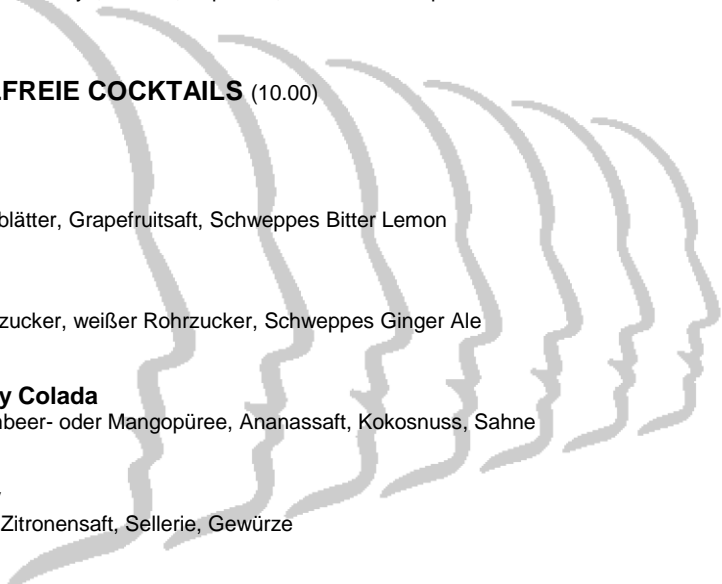 FREIE COCKTAILS (10.00)
blätter, Grapefruitsaft, Schweppes Bitter Lemon
zucker, weißer Rohrzucker, Schweppes Ginger Ale
y Colada
beer- oder Mangopüree, Ananassaft, Kokosnuss, Sahne
Zitronensaft, Sellerie, Gewürze